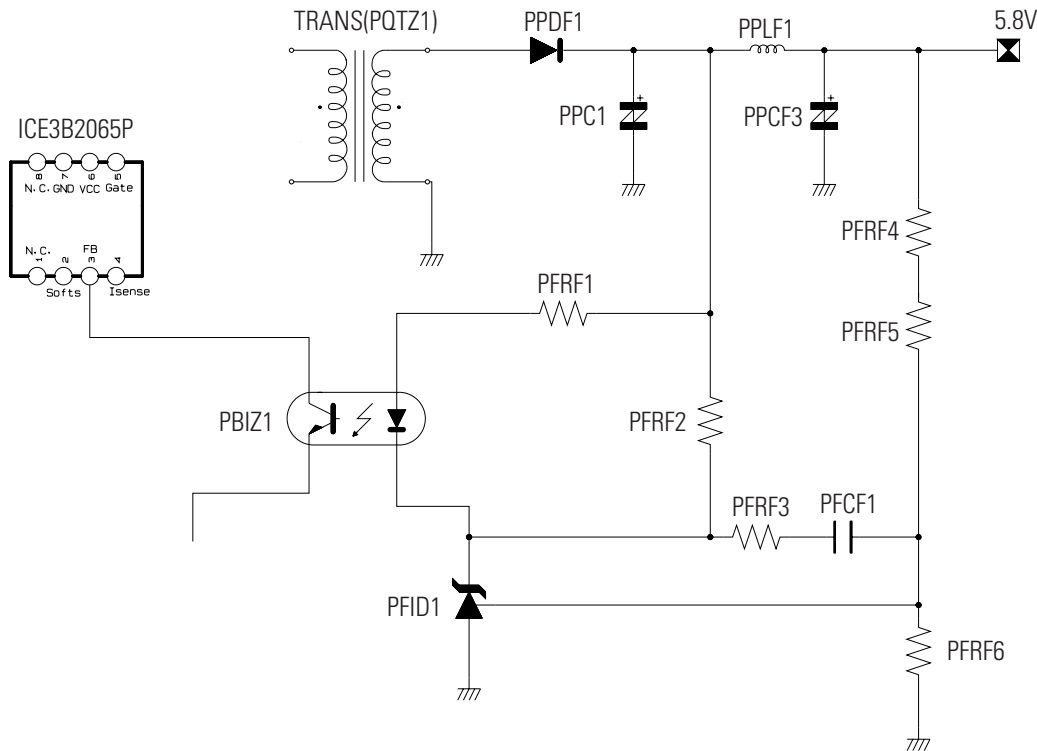 TRANS(PQTZ1)
PPDF1
PPLF1
5.8V
PPC1
+
PPCF3
+
ICE3B2065P
8 7 6 5
N.C. GND VCC Gate
N.C. FB
1 2 3 4
Softs Isense
PFRF4
PFRF1
PFRF5
PBIZ1
PFRF2
PFRF3
PFCF1
PFID1
PFRF6